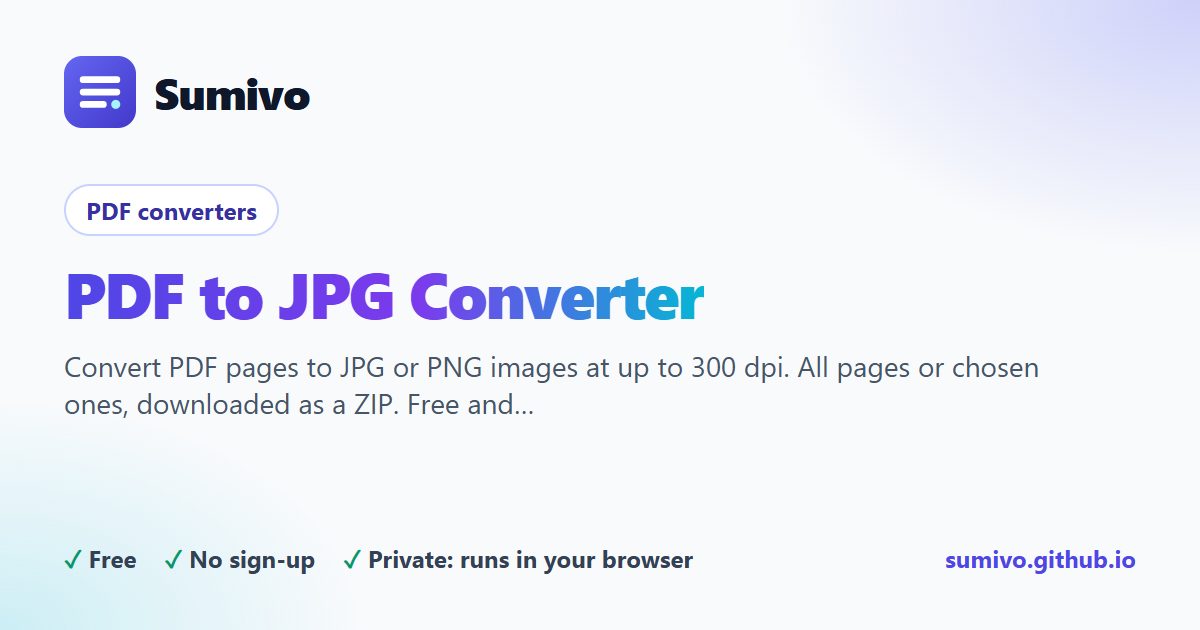 Sumivo
PDF converters
PDF to JPG Converter
Convert PDF pages to JPG or PNG images at up to 300 dpi. All pages or chosen
ones, downloaded as a ZIP. Free and...
✓ Free ✓ No sign-up ✓ Private: runs in your browser sumivo.github.io